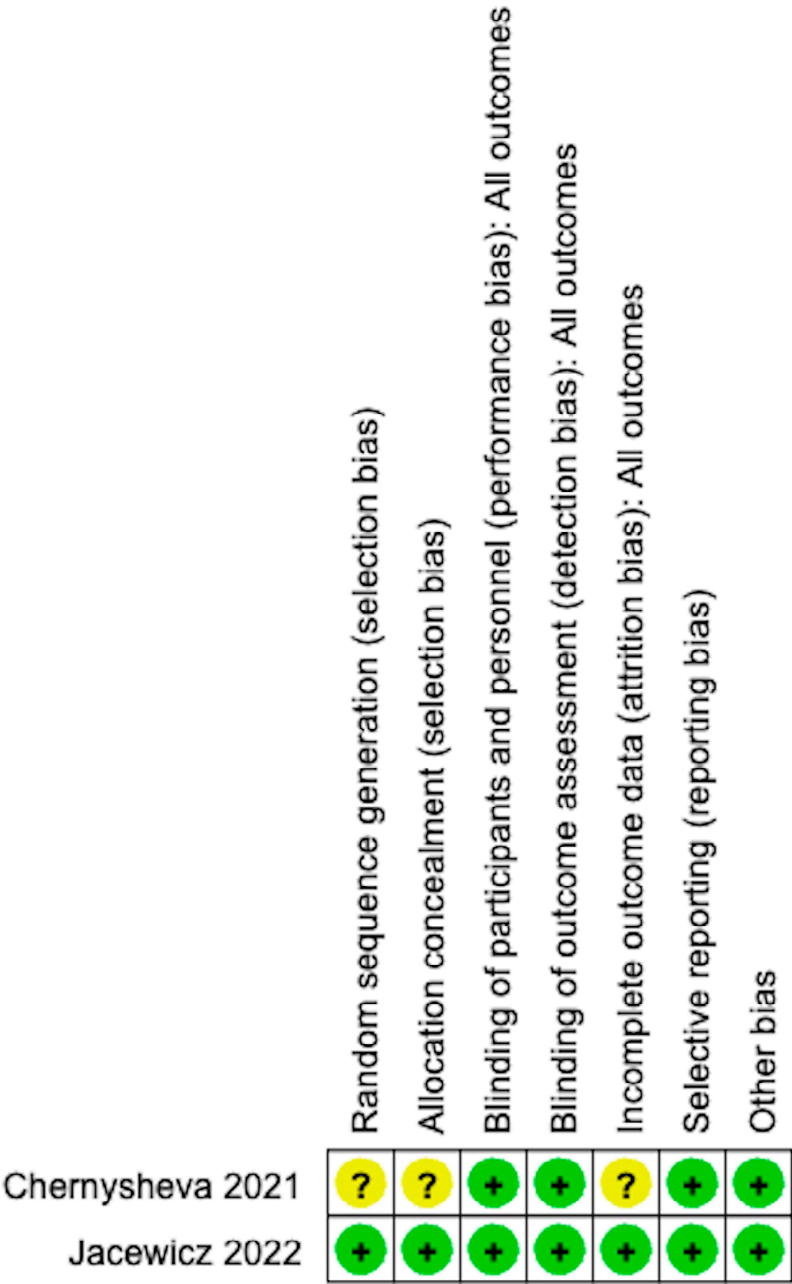 Random sequence generation (selection bias)
Allocation concealment (selection bias)
Blinding of participants and personnel (performance bias): All outcomes
Blinding of outcome assessment (detection bias): All outcomes
Incomplete outcome data (attrition bias): All outcomes
Selective reporting (reporting bias)
Other bias
Chernysheva 2021 ? ? + + ? + +
Jacewicz 2022 + + + + + + +